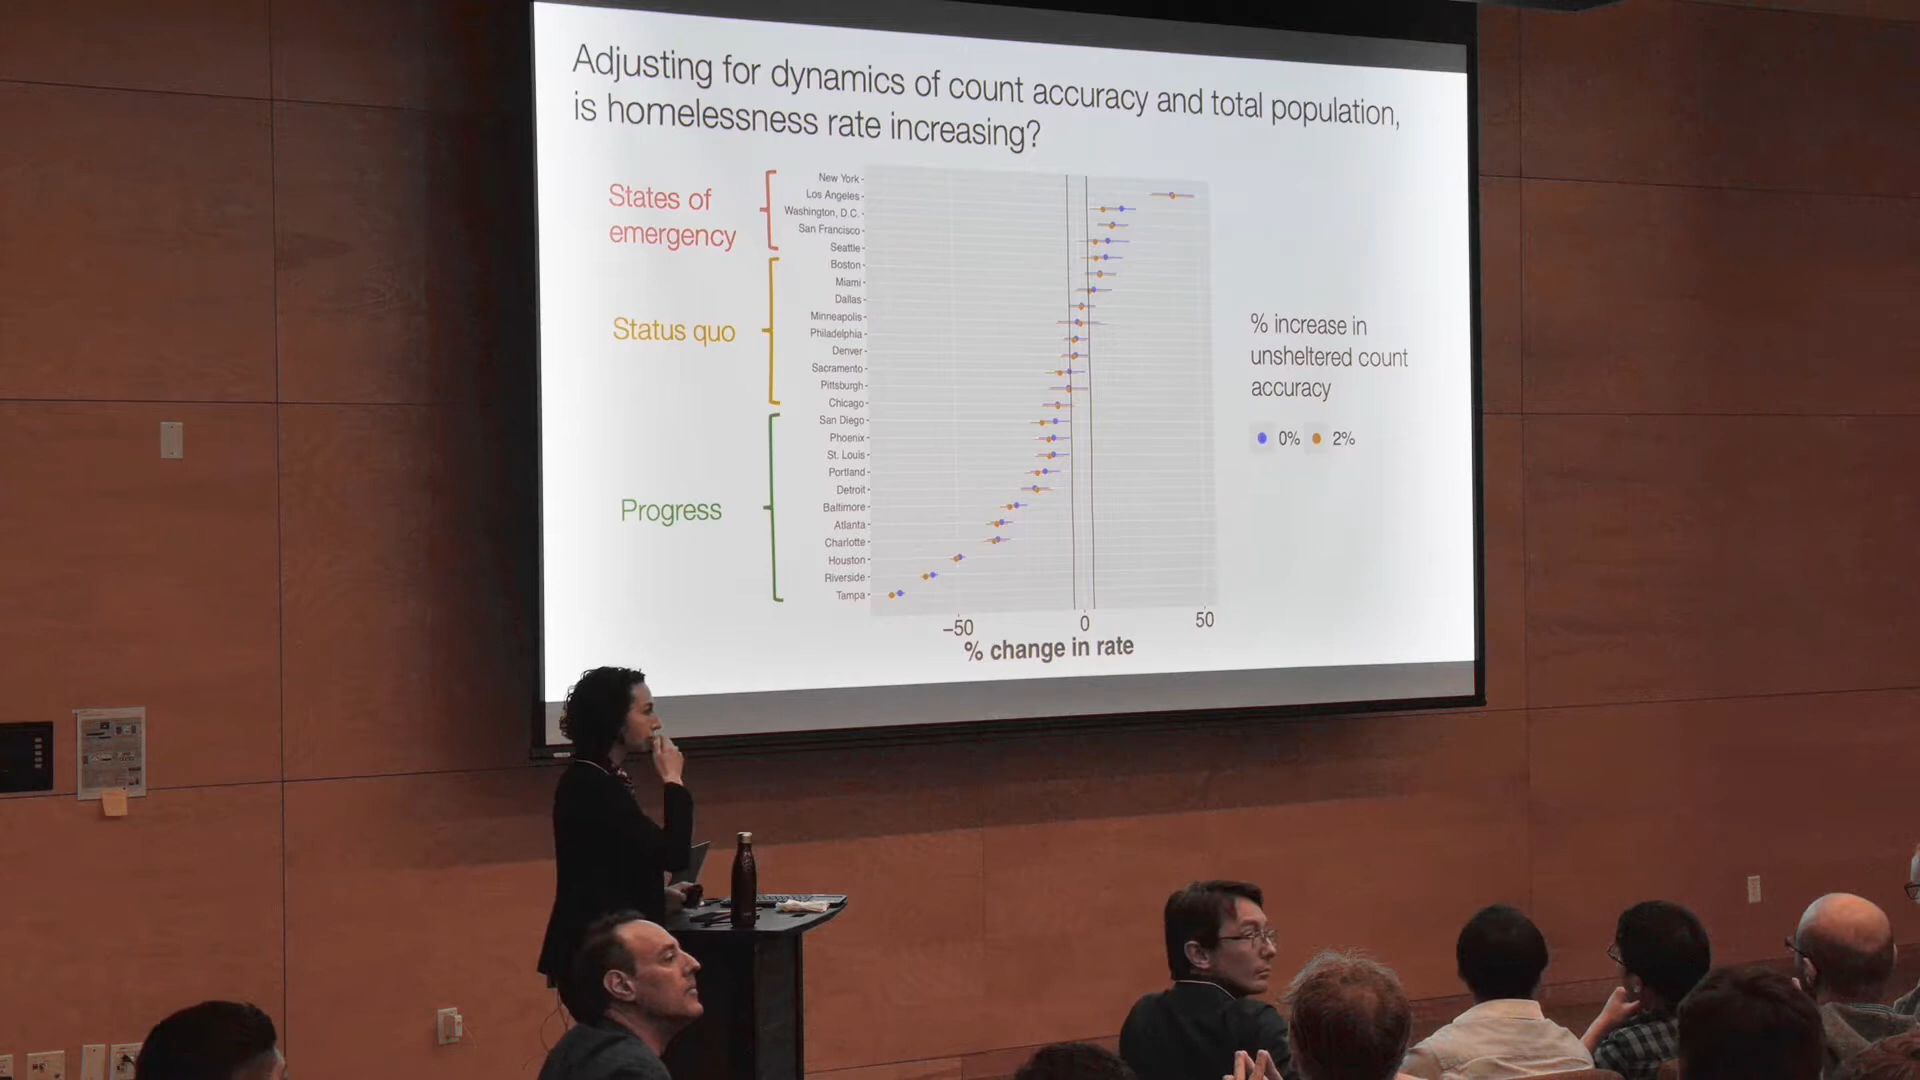 Adjusting for dynamics of count accuracy and total population,
is homelessness rate increasing?
States of
emergency
Status quo
Progress
New York
Los Angeles
Washington, D.C.
San Francisco
Seattle
Boston
Miami
Dallas
Minneapolis
Philadelphia
Denver
Sacramento
Pittsburgh
Chicago
San Diego
Phoenix
St. Louis
Portland
Detroit
Baltimore
Atlanta
Charlotte
Houston
Riverside
Tampa
−50 0 50
% change in rate
% increase in
unsheltered count
accuracy
0% 2%